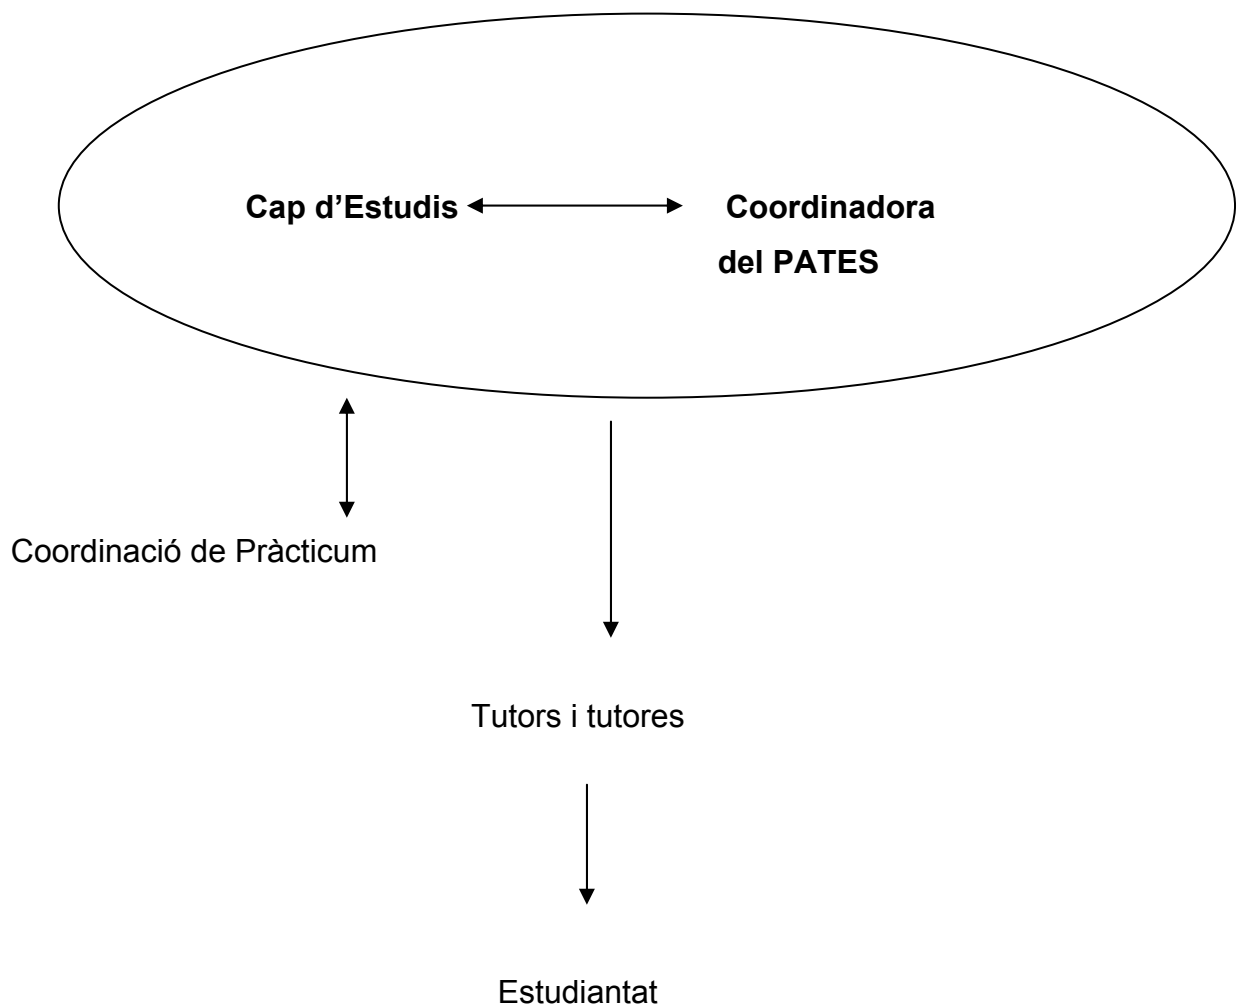 Cap d’Estudis
Coordinadora
del PATES
Coordinació de Pràcticum
Tutors i tutores
Estudiantat